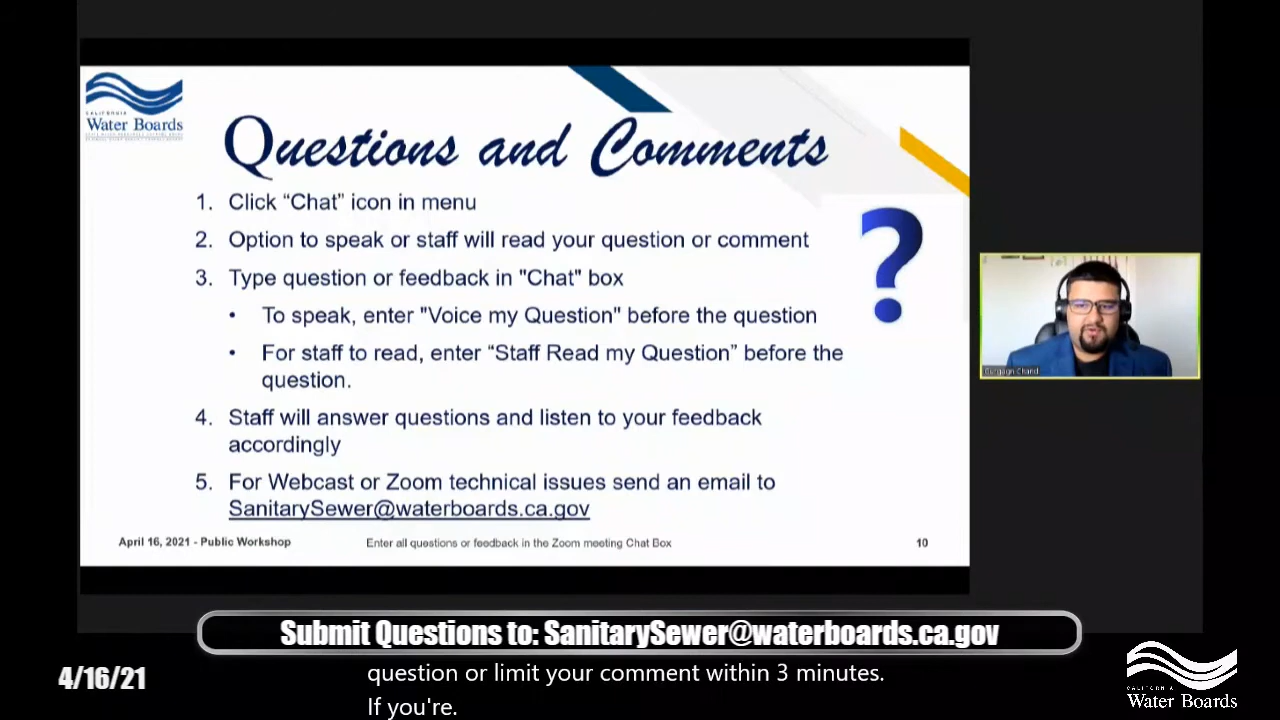 CALIFORNIA
Water Boards
Questions and Comments
1. Click “Chat” icon in menu
2. Option to speak or staff will read your question or comment
3. Type question or feedback in "Chat" box
• To speak, enter "Voice my Question" before the question
• For staff to read, enter “Staff Read my Question” before the
question.
4. Staff will answer questions and listen to your feedback
accordingly
5. For Webcast or Zoom technical issues send an email to
SanitarySewer@waterboards.ca.gov
April 16, 2021 - Public Workshop
Enter all questions or feedback in the Zoom meeting Chat Box
10
?
Gurgagn Chand
Submit Questions to: SanitarySewer@waterboards.ca.gov
question or limit your comment within 3 minutes.
If you're.
4/16/21
CALIFORNIA
Water Boards